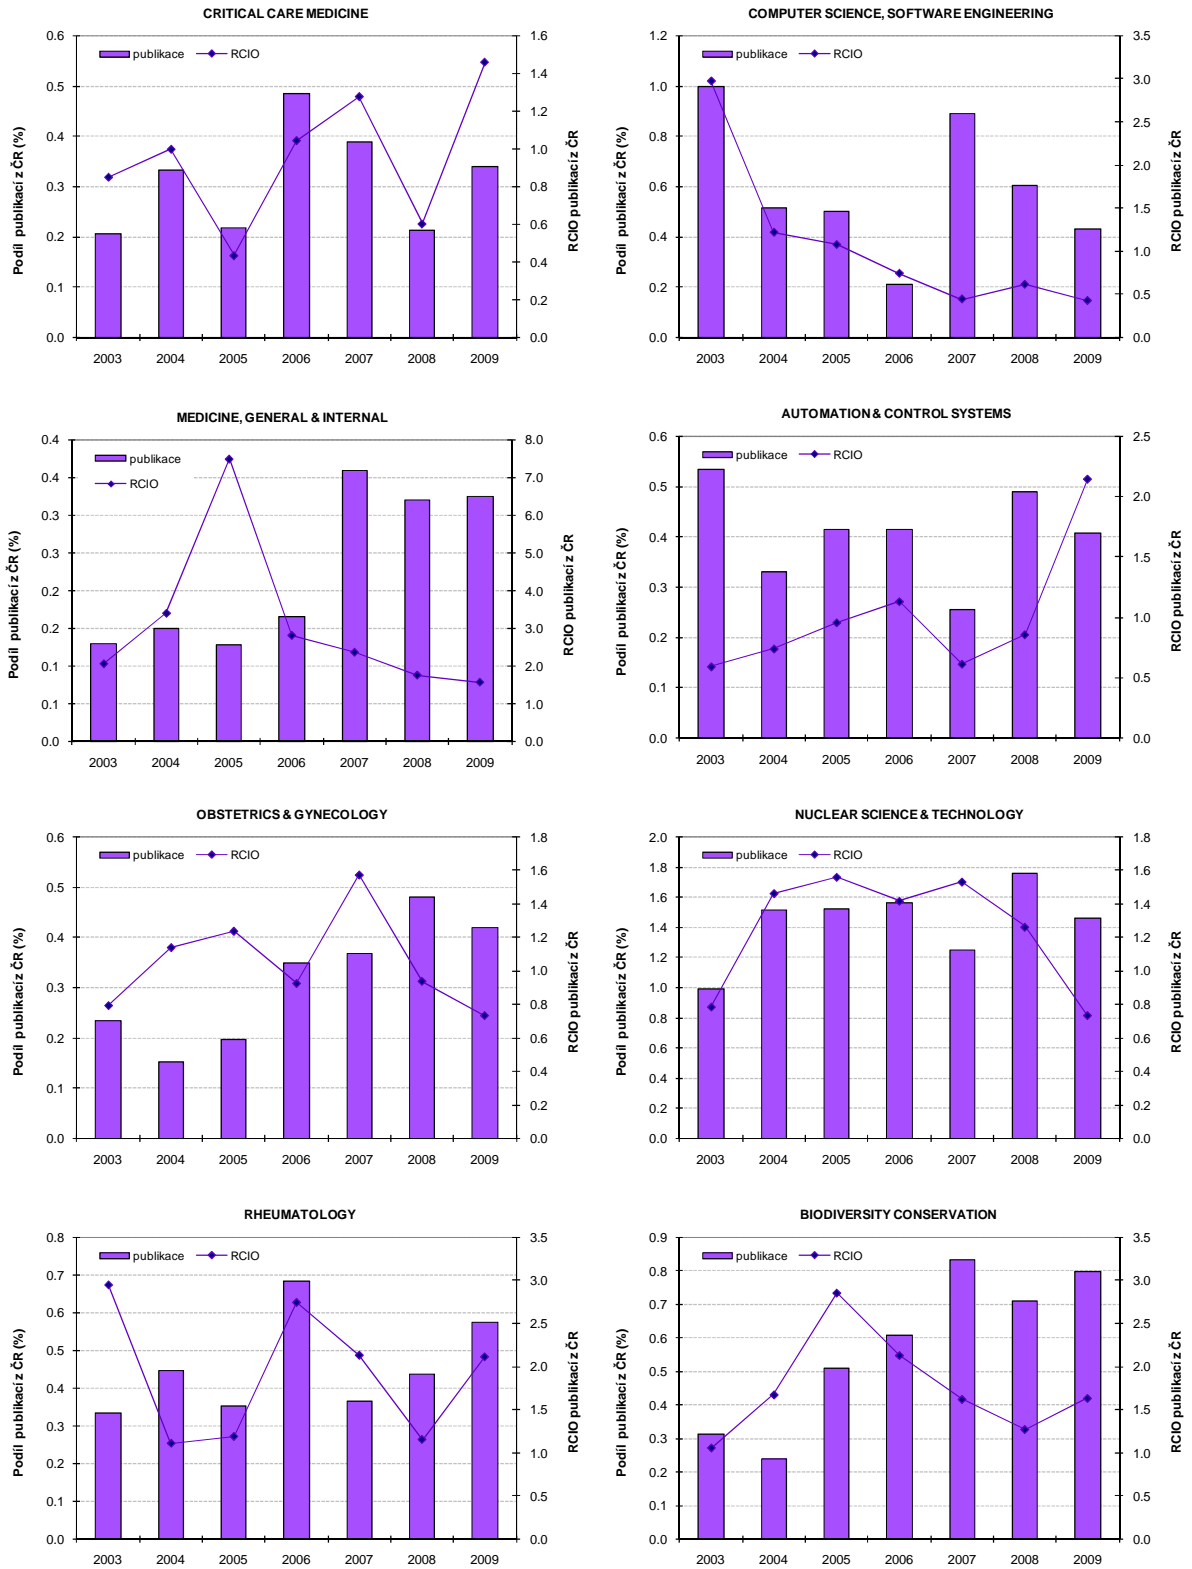 CRITICAL CARE MEDICINE
0.6
0.5
0.4
0.3
0.2
0.1
0.0
Podíl publikací z ČR (%)
publikace
RCIO
1.6
1.4
1.2
1.0
0.8
0.6
0.4
0.2
0.0
RCIO publikací z ČR
2003 2004 2005 2006 2007 2008 2009
COMPUTER SCIENCE, SOFTWARE ENGINEERING
1.2
1.0
0.8
0.6
0.4
0.2
0.0
Podíl publikací z ČR (%)
publikace
RCIO
3.5
3.0
2.5
2.0
1.5
1.0
0.5
0.0
RCIO publikací z ČR
2003 2004 2005 2006 2007 2008 2009
MEDICINE, GENERAL & INTERNAL
0.4
0.4
0.3
0.3
0.2
0.2
0.1
0.1
0.0
Podíl publikací z ČR (%)
publikace
RCIO
8.0
7.0
6.0
5.0
4.0
3.0
2.0
1.0
0.0
RCIO publikací z ČR
2003 2004 2005 2006 2007 2008 2009
AUTOMATION & CONTROL SYSTEMS
0.6
0.5
0.4
0.3
0.2
0.1
0.0
Podíl publikací z ČR (%)
publikace
RCIO
2.5
2.0
1.5
1.0
0.5
0.0
RCIO publikací z ČR
2003 2004 2005 2006 2007 2008 2009
OBSTETRICS & GYNECOLOGY
0.6
0.5
0.4
0.3
0.2
0.1
0.0
Podíl publikací z ČR (%)
publikace
RCIO
1.8
1.6
1.4
1.2
1.0
0.8
0.6
0.4
0.2
0.0
RCIO publikací z ČR
2003 2004 2005 2006 2007 2008 2009
NUCLEAR SCIENCE & TECHNOLOGY
2.0
1.8
1.6
1.4
1.2
1.0
0.8
0.6
0.4
0.2
0.0
Podíl publikací z ČR (%)
publikace
RCIO
1.8
1.6
1.4
1.2
1.0
0.8
0.6
0.4
0.2
0.0
RCIO publikací z ČR
2003 2004 2005 2006 2007 2008 2009
RHEUMATOLOGY
0.8
0.7
0.6
0.5
0.4
0.3
0.2
0.1
0.0
Podíl publikací z ČR (%)
publikace
RCIO
3.5
3.0
2.5
2.0
1.5
1.0
0.5
0.0
RCIO publikací z ČR
2003 2004 2005 2006 2007 2008 2009
BIODIVERSITY CONSERVATION
0.9
0.8
0.7
0.6
0.5
0.4
0.3
0.2
0.1
0.0
Podíl publikací z ČR (%)
publikace
RCIO
3.5
3.0
2.5
2.0
1.5
1.0
0.5
0.0
RCIO publikací z ČR
2003 2004 2005 2006 2007 2008 2009